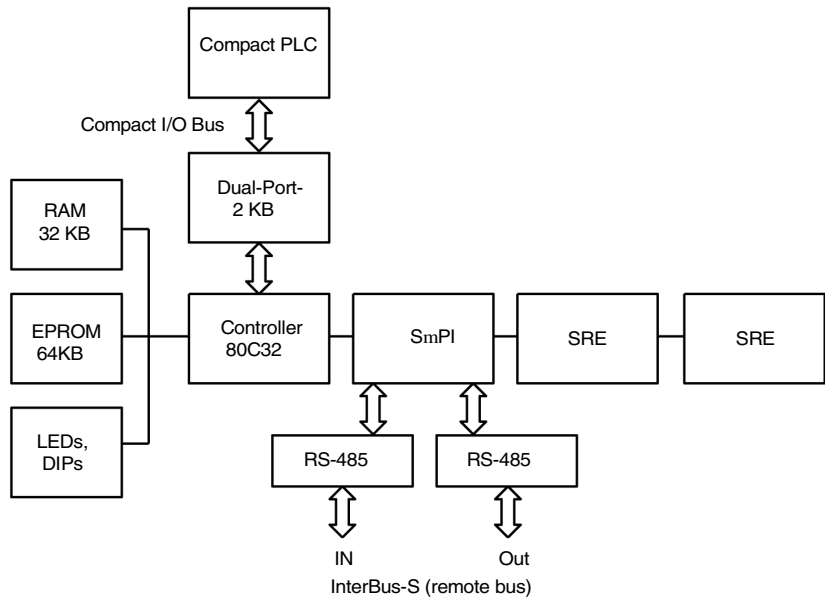 Compact PLC
Compact I/O Bus
Dual-Port-
2 KB
RAM
32 KB
EPROM
64KB
LEDs,
DIPs
Controller
80C32
SmPI
SRE
SRE
RS-485
RS-485
IN
Out
InterBus-S (remote bus)